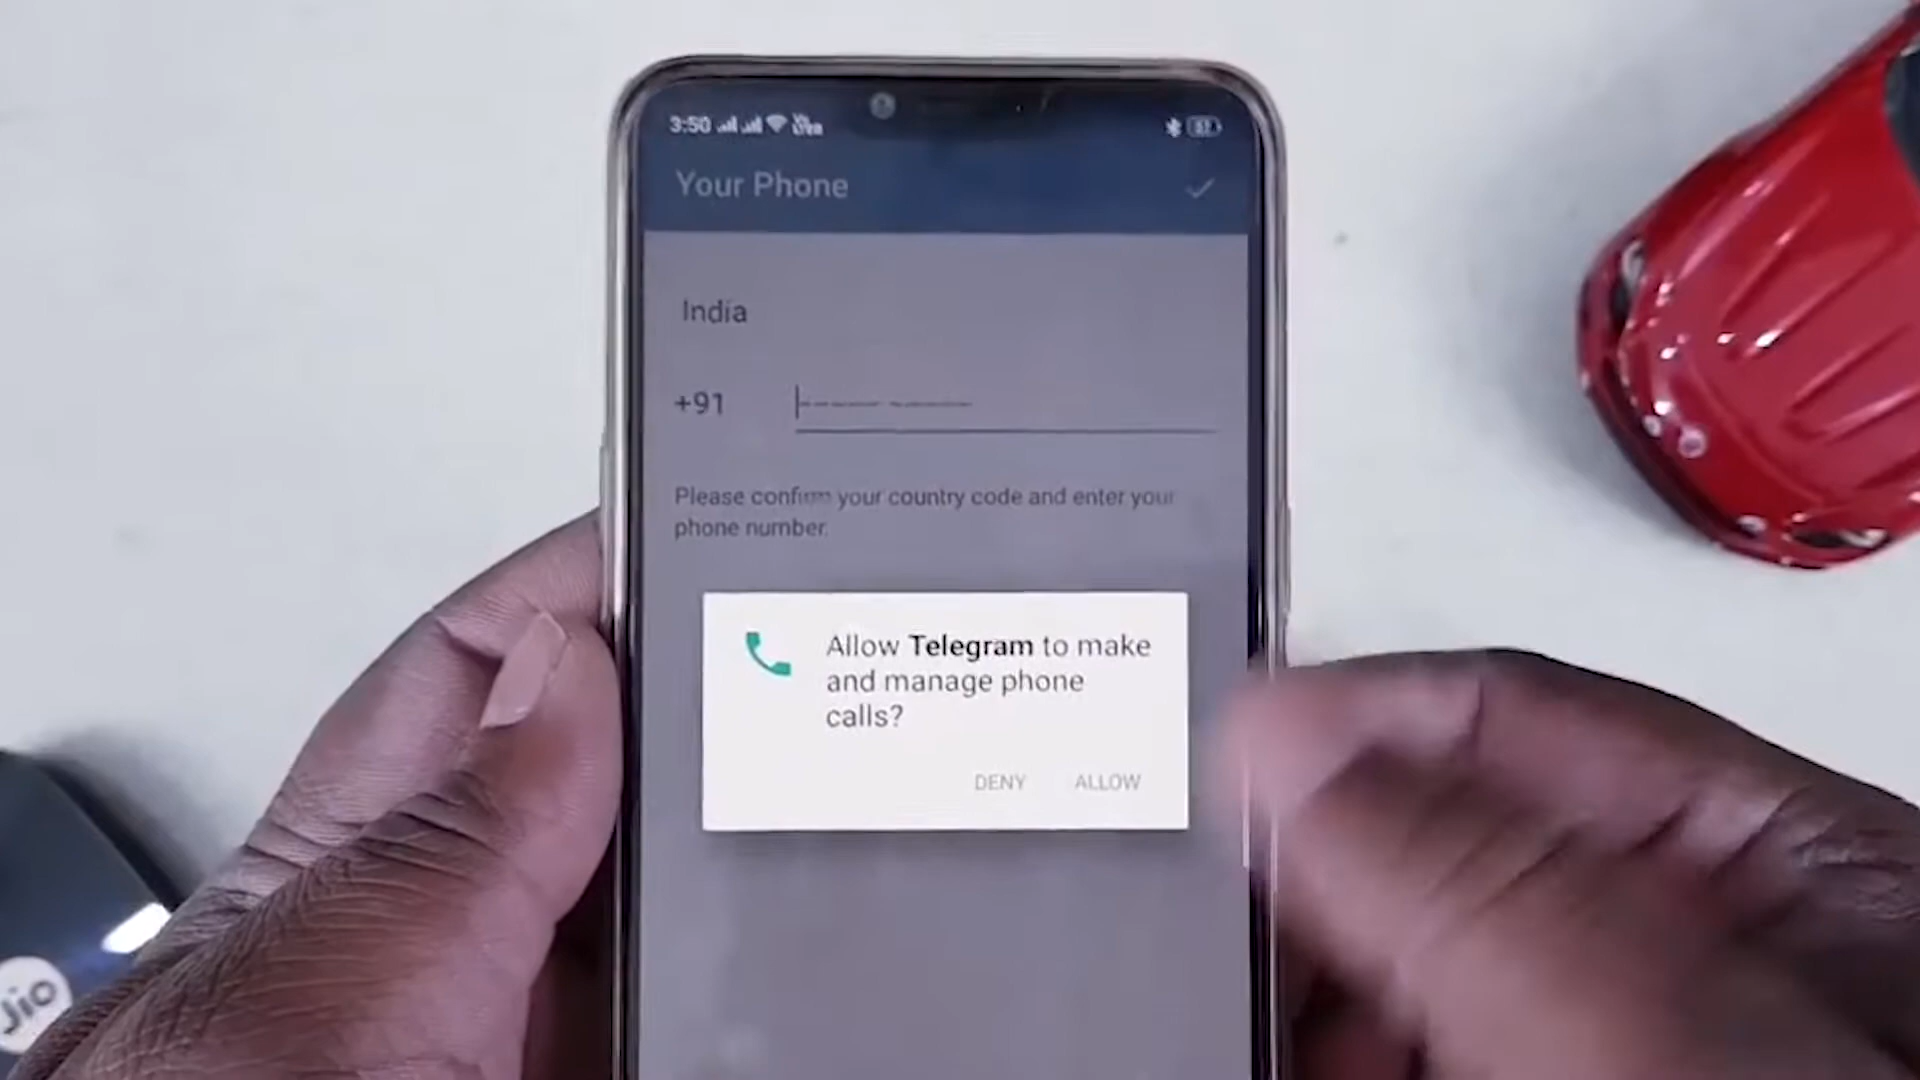 3:50
Your Phone
India
+91
Please confirm your country code and enter your
phone number.
Allow Telegram to make
and manage phone
calls?
DENY ALLOW
Jio